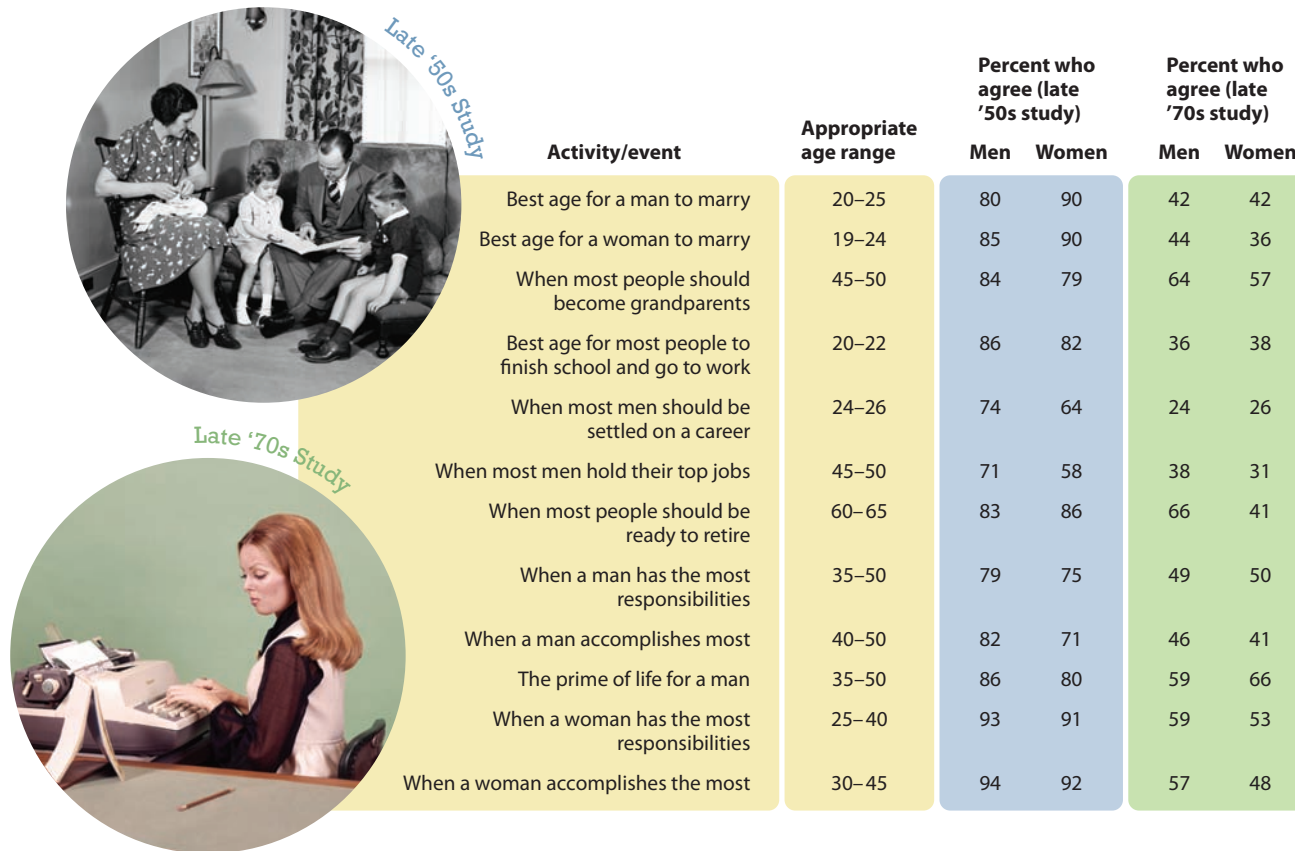 Late ‘50s Study
Percent who
agree (late
’50s study)
Percent who
agree (late
’70s study)
Activity/event
Appropriate
age range
Men Women
Men Women
Best age for a man to marry 20–25 80 90 42 42
Best age for a woman to marry 19–24 85 90 44 36
When most people should 45–50 84 79 64 57
become grandparents
Best age for most people to 20–22 86 82 36 38
finish school and go to work
When most men should be 24–26 74 64 24 26
settled on a career
Late ‘70s Study
When most men hold their top jobs 45–50 71 58 38 31
When most people should be 60–65 83 86 66 41
ready to retire
When a man has the most 35–50 79 75 49 50
responsibilities
When a man accomplishes most 40–50 82 71 46 41
The prime of life for a man 35–50 86 80 59 66
When a woman has the most 25–40 93 91 59 53
responsibilities
When a woman accomplishes the most 30–45 94 92 57 48